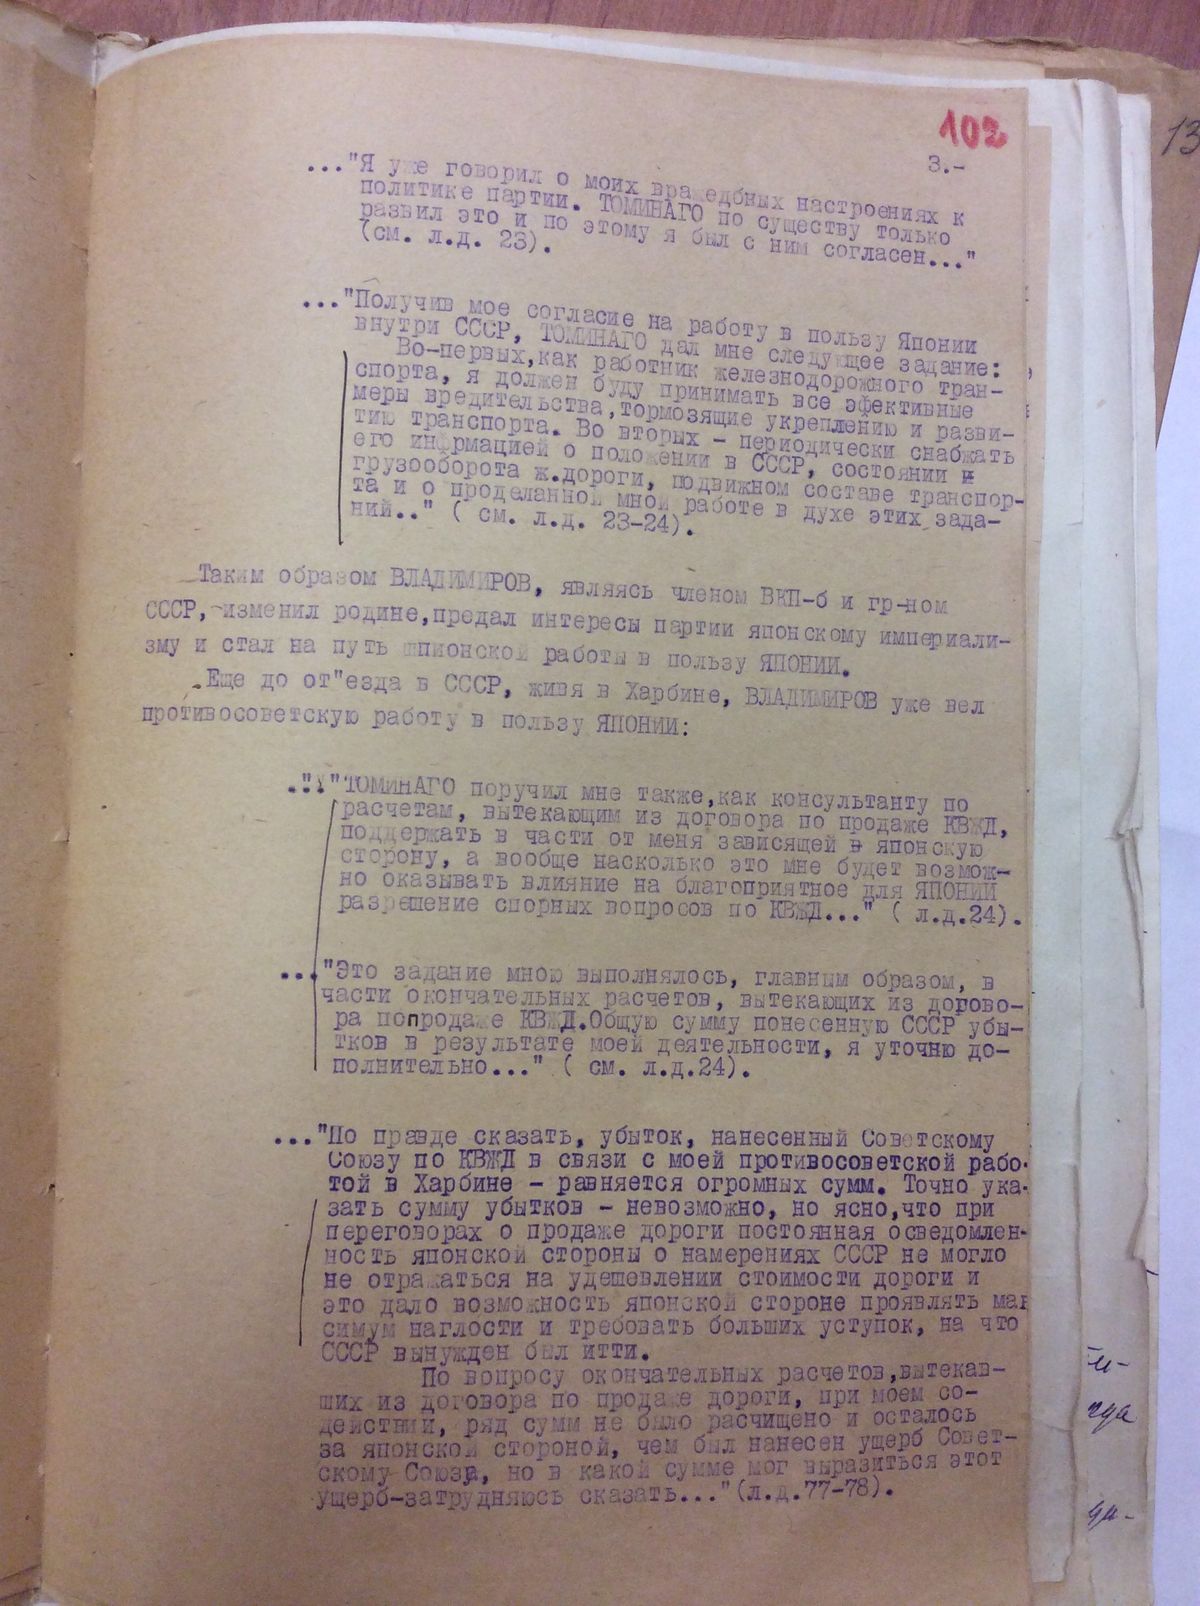 102
13
3.-
..."Я уже говорил о моих вражедбных настроениях к
политике партии. ТОМИНАГО по существу только
развил это и по этому я был с ним согласен..."
(см. л.д. 23).
..."Получив мое согласие на работу в пользу Японии
внутри СССР, ТОМИНАГО дал мне следующее задание:
Во-первых,как работник железнодорожного тран-
спорта, я должен буду принимать все эфективные
меры вредительства,тормозящие укреплению и разви-
тию транспорта. Во вторых - периодически снабжать
его инфрмацией о положении в СССР, состоянии и
грузооборота ж.дороги, подвижном составе транспор-
та и о проделанной мной работе в духе этих зада-
ний.." ( см. л.д. 23-24).
Таким образом ВЛАДИМИРОВ, являясь членом ВКП-б и гр-ном
СССР, изменил родине,предал интересы партии японскому империали-
зму и стал на путь шпионской работы в пользу ЯПОНИИ.
Еще до от"езда в СССР, живя в Харбине, ВЛАДИМИРОВ уже вел
противосоветскую работу в пользу ЯПОНИИ:
..."ТОМИНАГО поручил мне также,как консультанту по
расчетам, вытекающим из договора по продаже КВЖД,
поддержать в части от меня зависящей в японскую
сторону, а вообще насколько это мне будет возмож-
но оказывать влияние на благоприятное для ЯПОНИИ
разрешение спорных вопросов по КВЖД..." ( л.д.24).
..."Это задание мною выполнялось, главным образом, в
части окончательных расчетов, вытекающих из догово-
ра попродаже КВЖД.Общую сумму понесенную СССР убы-
тков в результате моей деятельности, я уточню до-
полнительно..." ( см. л.д.24).
..."По правде сказать, убыток, нанесенный Советскому
Союзу по КВЖД в связи с моей противосоветской рабо-
той в Харбине - равняется огромных сумм. Точно ука-
зать сумму убытков - невозможно, но ясно,что при
переговорах о продаже дороги постоянная осведомлен-
ность японской стороны о намерениях СССР не могло
не отражаться на удешевлении стоимости дороги и
это дало возможность японской стороне проявлять мак
симум наглости и требовать больших уступок, на что
СССР вынужден был итти.
По вопросу окончательных расчетов,вытекав-
ших из договора по продаже дороги, при моем со-
действии, ряд сумм не было расчищено и осталось
за японской стороной, чем был нанесен ущерб Совет-
скому Союзу, но в какой сумме мог выразиться этот
ущерб-затрудняюсь сказать..."(л.д.77-78).